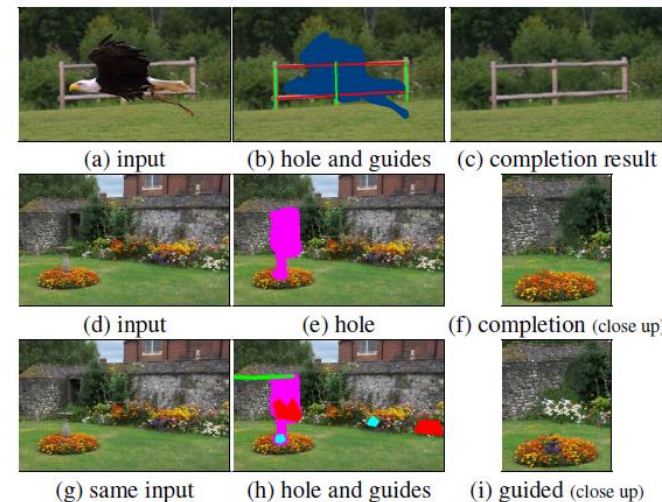 (a) input (b) hole and guides (c) completion result
(d) input (e) hole (f) completion (close up)
(g) same input (h) hole and guides (i) guided (close up)